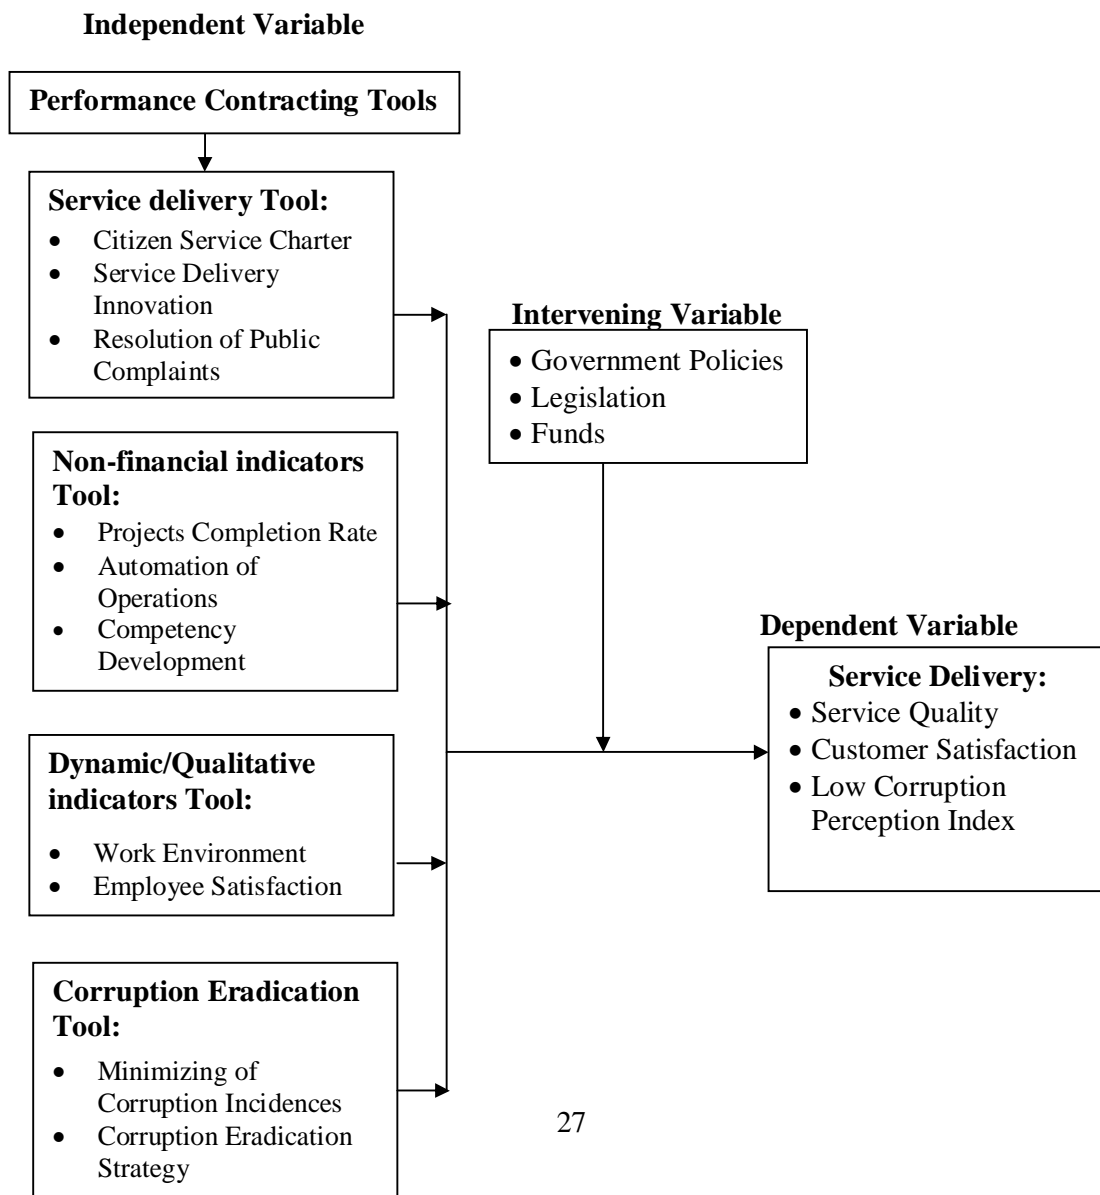 Independent Variable
Performance Contracting Tools
Service delivery Tool:
• Citizen Service Charter
• Service Delivery
Innovation
• Resolution of Public
Complaints
Non-financial indicators
Tool:
• Projects Completion Rate
• Automation of
Operations
• Competency
Development
Dynamic/Qualitative
indicators Tool:
• Work Environment
• Employee Satisfaction
Corruption Eradication
Tool:
• Minimizing of
Corruption Incidences
• Corruption Eradication
Strategy
Intervening Variable
• Government Policies
• Legislation
• Funds
Dependent Variable
Service Delivery:
• Service Quality
• Customer Satisfaction
• Low Corruption
Perception Index
27